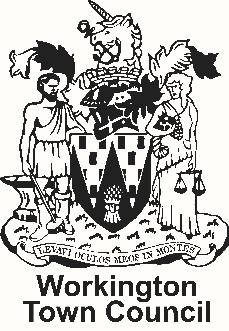 LEVAVI OCULOS MEOS IN MONTES
Workington
Town Council